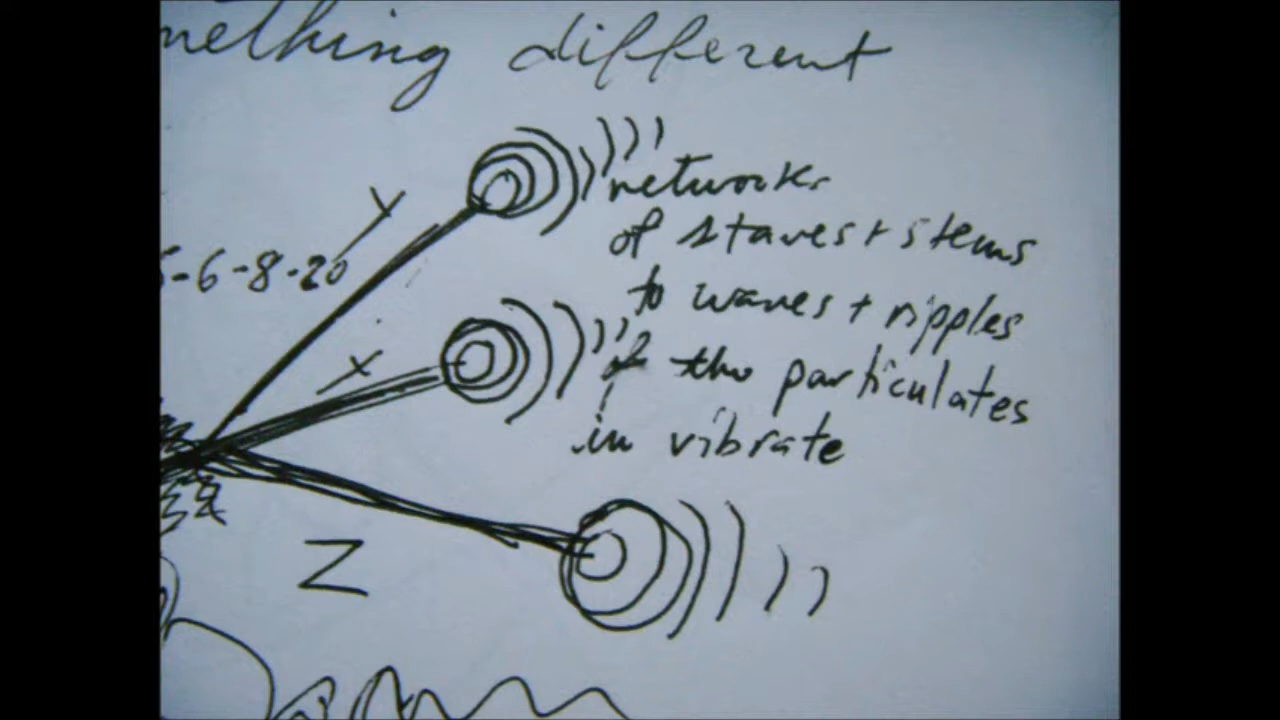 mething different
networks
of staves + stems
Y
5-6-8-20
to waves + ripples
X
of the particulates
in vibrate
Z